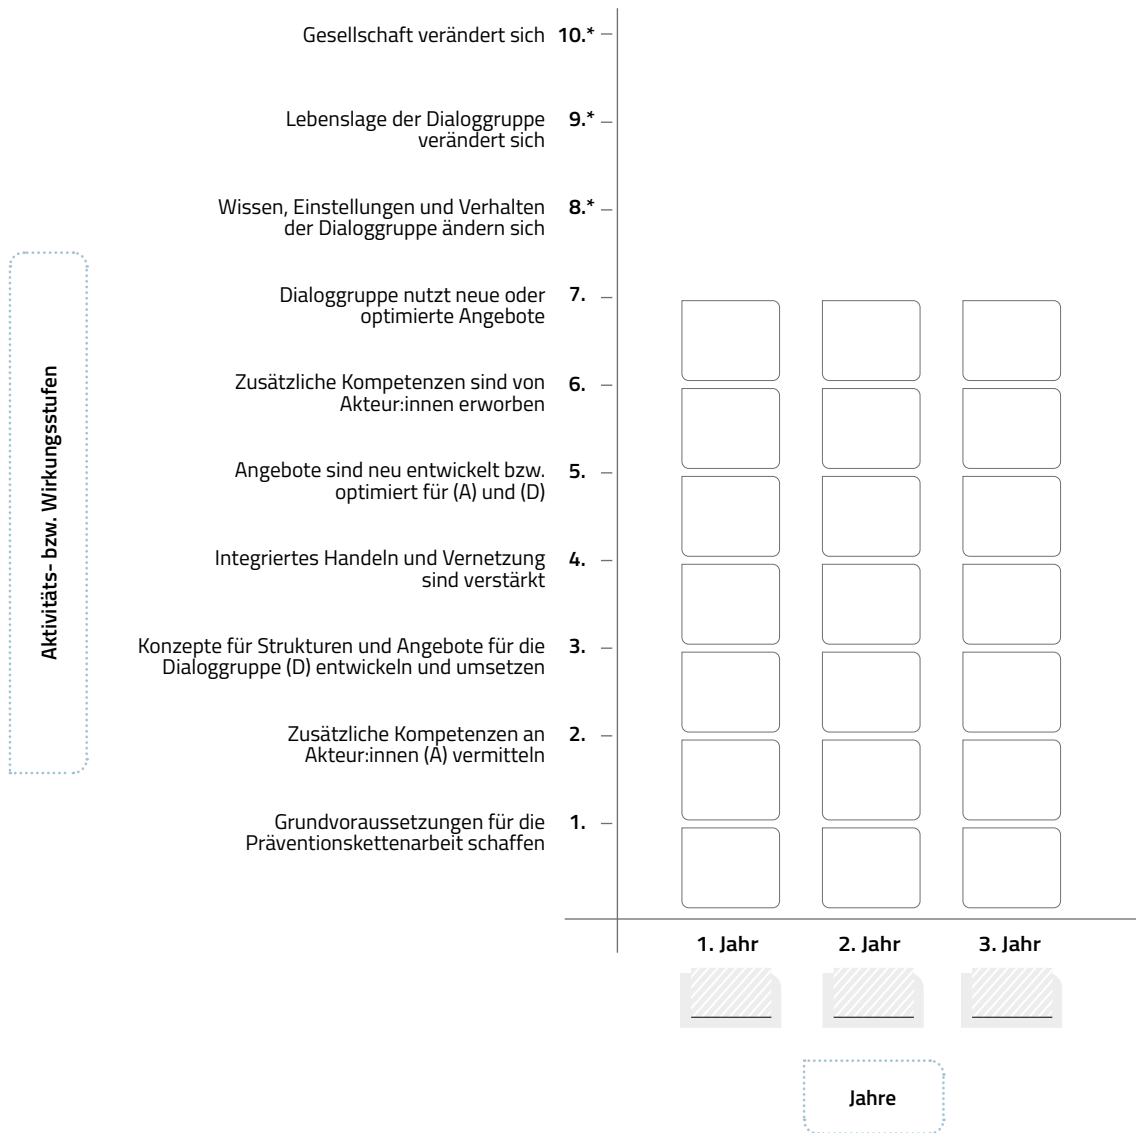 Gesellschaft verändert sich 10.*
Lebenslage der Dialoggruppe 9.*
verändert sich
Wissen, Einstellungen und Verhalten 8.*
der Dialoggruppe ändern sich
Dialoggruppe nutzt neue oder 7.
optimierte Angebote
Zusätzliche Kompetenzen sind von 6.
Akteur:innen erworben
Angebote sind neu entwickelt bzw. 5.
optimiert für (A) und (D)
Integriertes Handeln und Vernetzung 4.
sind verstärkt
Konzepte für Strukturen und Angebote für die 3.
Dialoggruppe (D) entwickeln und umsetzen
Zusätzliche Kompetenzen an 2.
Akteur:innen (A) vermitteln
Grundvoraussetzungen für die 1.
Präventionskettenarbeit schaffen
Aktivitäts- bzw. Wirkungsstufen
1. Jahr 2. Jahr 3. Jahr
Jahre